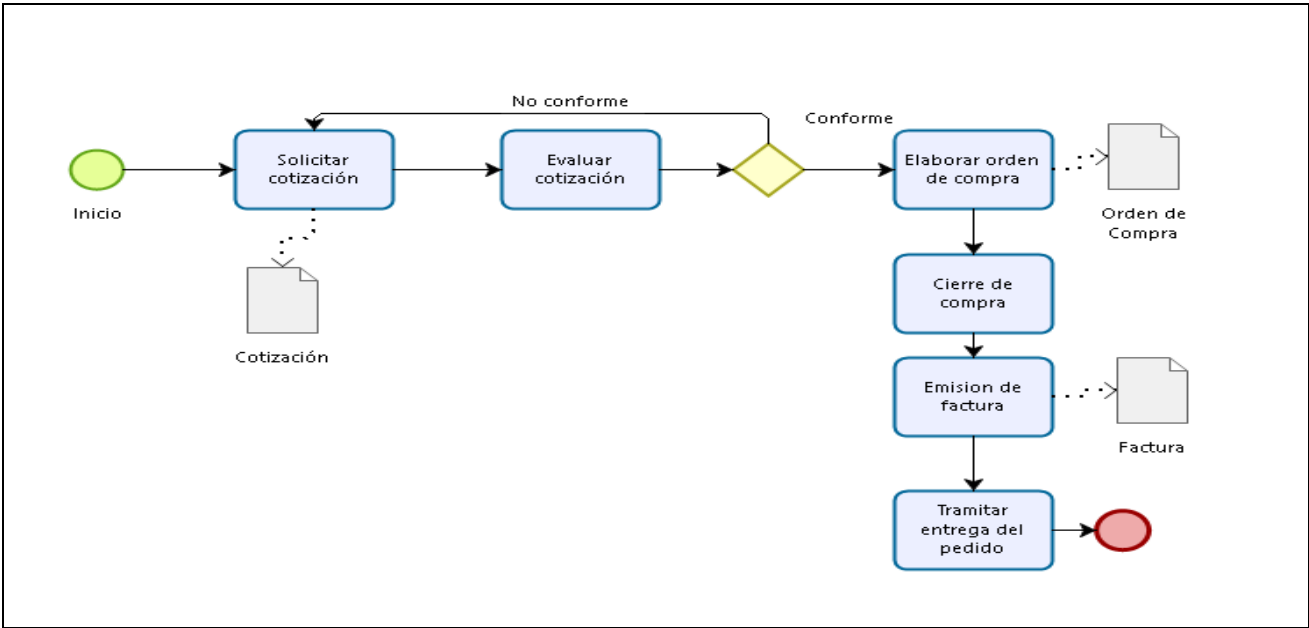 No conforme
Conforme
Solicitar
cotización
Evaluar
cotización
Elaborar orden
de compra
Inicio
Orden de
Compra
Cierre de
compra
Cotización
Emision de
factura
Factura
Tramitar
entrega del
pedido